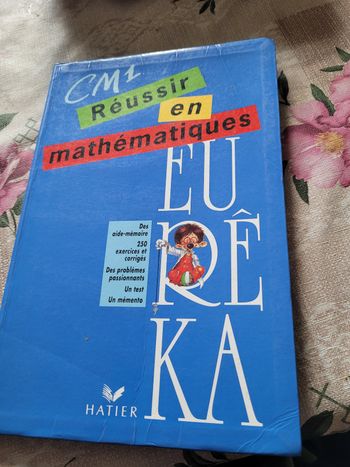 CM1
Réussir
en
mathématiques
EU
RÊ
KA
Des
aide-mémoire
250
exercices et
corrigés
Des problèmes
passionnants
Un test
Un mémento
HATIER